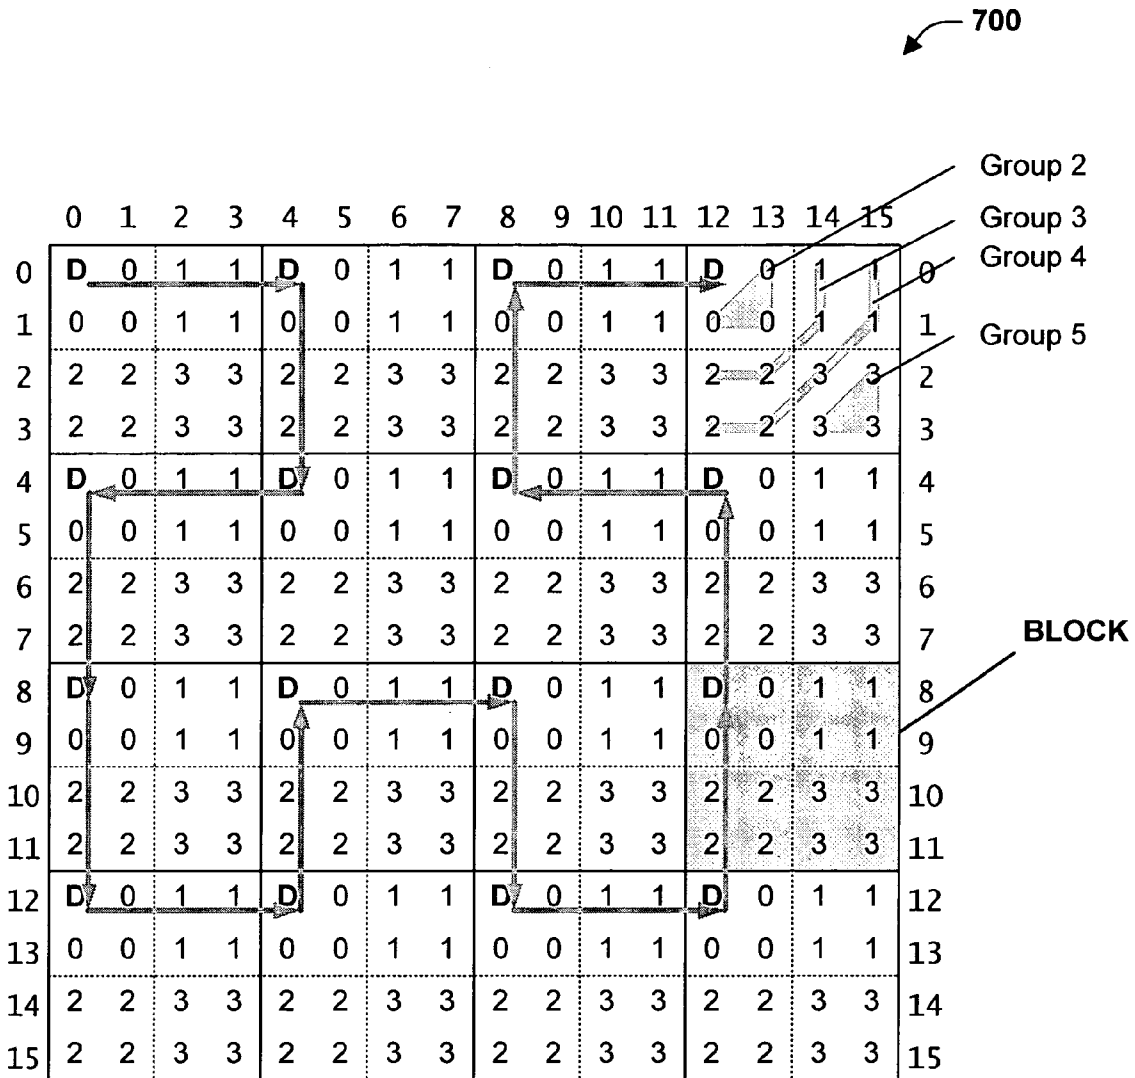 700
Group 2
0 1 2 3 4 5 6 7 8 9 10 11 12 13 14 15
Group 3
0 D 0 1 1 D 0 1 1 D 0 1 1 D 0 1 1 0
Group 4
1 0 0 1 1 0 0 1 1 0 0 1 1 0 0 1 1 1
Group 5
2 2 2 3 3 2 2 3 3 2 2 3 3 2 2 3 3 2
3 2 2 3 3 2 2 3 3 2 2 3 3 2 2 3 3 3
4 D 0 1 1 D 0 1 1 D 0 1 1 D 0 1 1 4
5 0 0 1 1 0 0 1 1 0 0 1 1 0 0 1 1 5
6 2 2 3 3 2 2 3 3 2 2 3 3 2 2 3 3 6
7 2 2 3 3 2 2 3 3 2 2 3 3 2 2 3 3 7
BLOCK
8 D 0 1 1 D 0 1 1 D 0 1 1 D 0 1 1 8
9 0 0 1 1 0 0 1 1 0 0 1 1 0 0 1 1 9
10 2 2 3 3 2 2 3 3 2 2 3 3 2 2 3 3 10
11 2 2 3 3 2 2 3 3 2 2 3 3 2 2 3 3 11
12 D 0 1 1 D 0 1 1 D 0 1 1 D 0 1 1 12
13 0 0 1 1 0 0 1 1 0 0 1 1 0 0 1 1 13
14 2 2 3 3 2 2 3 3 2 2 3 3 2 2 3 3 14
15 2 2 3 3 2 2 3 3 2 2 3 3 2 2 3 3 15